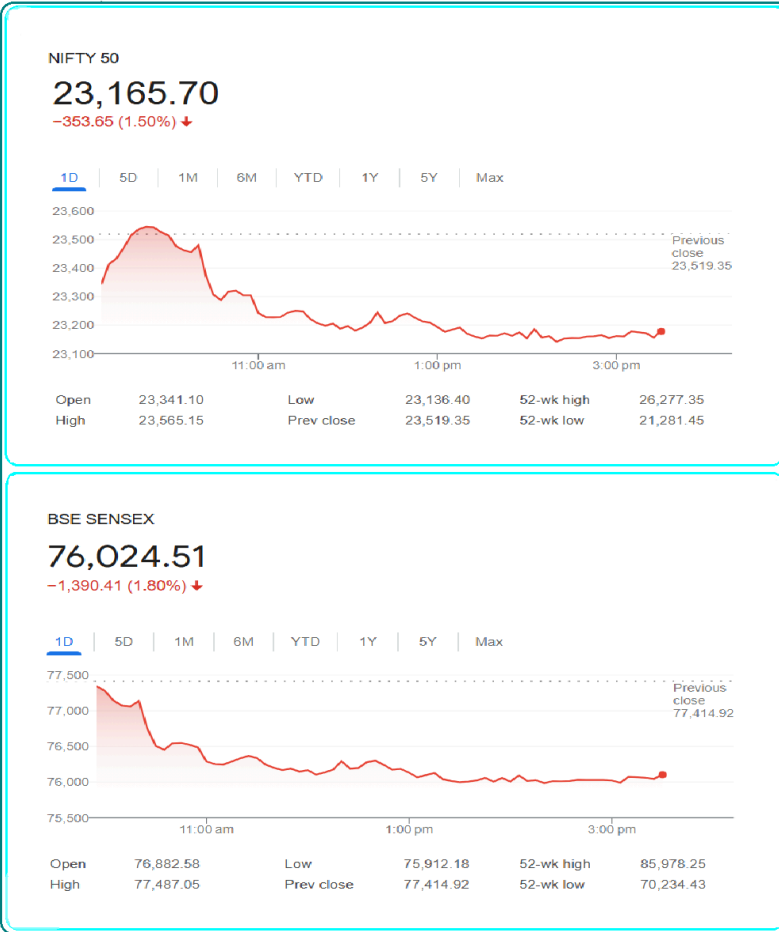 NIFTY 50
23,165.70
−353.65 (1.50%) ↓
1D 5D 1M 6M YTD 1Y 5Y Max
23,600
23,500
23,400
23,300
23,200
23,100
Previous
close
23,519.35
11:00 am 1:00 pm 3:00 pm
Open 23,341.10 Low 23,136.40 52-wk high 26,277.35
High 23,565.15 Prev close 23,519.35 52-wk low 21,281.45
BSE SENSEX
76,024.51
−1,390.41 (1.80%) ↓
1D 5D 1M 6M YTD 1Y 5Y Max
77,500
77,000
76,500
76,000
75,500
Previous
close
77,414.92
11:00 am 1:00 pm 3:00 pm
Open 76,882.58 Low 75,912.18 52-wk high 85,978.25
High 77,487.05 Prev close 77,414.92 52-wk low 70,234.43